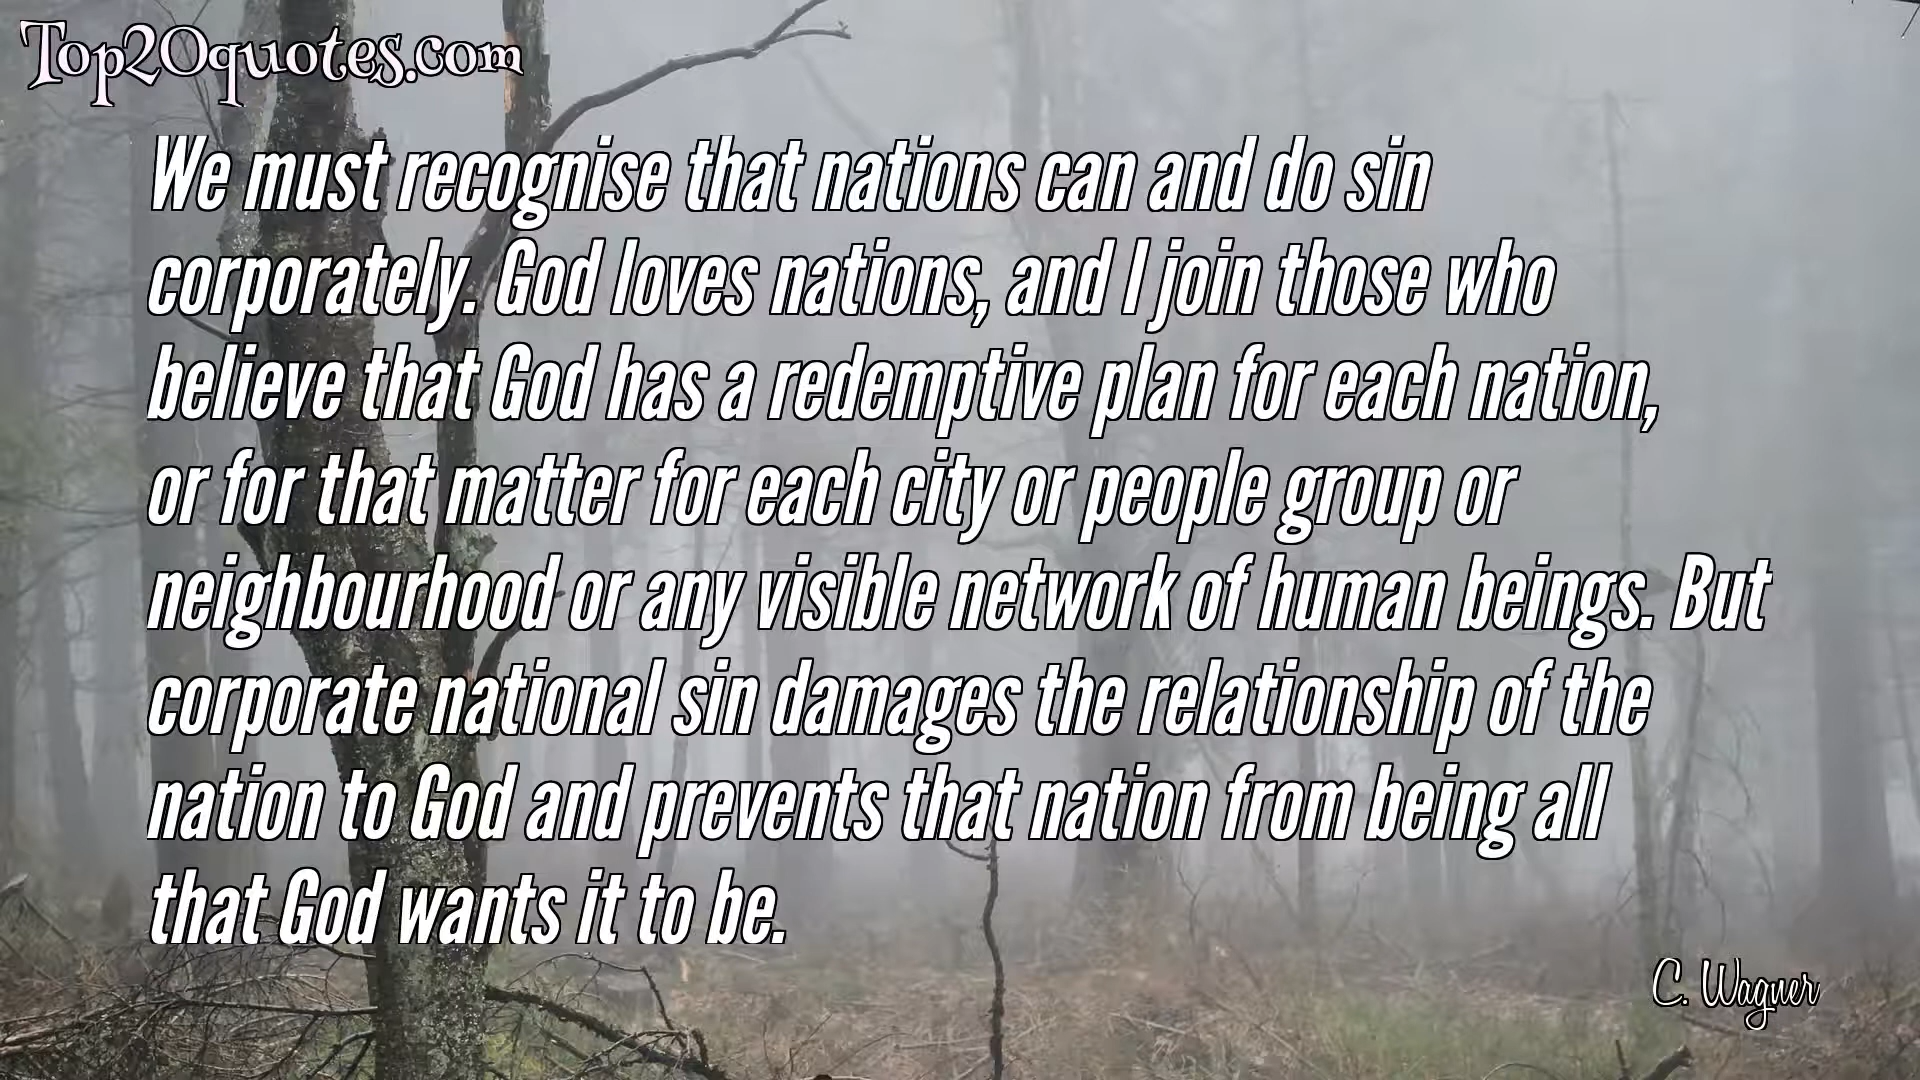 Top20quotes.com
We must recognise that nations can and do sin
corporately. God loves nations, and I join those who
believe that God has a redemptive plan for each nation,
or for that matter for each city or people group or
neighbourhood or any visible network of human beings. But
corporate national sin damages the relationship of the
nation to God and prevents that nation from being all
that God wants it to be.
C. Wagner